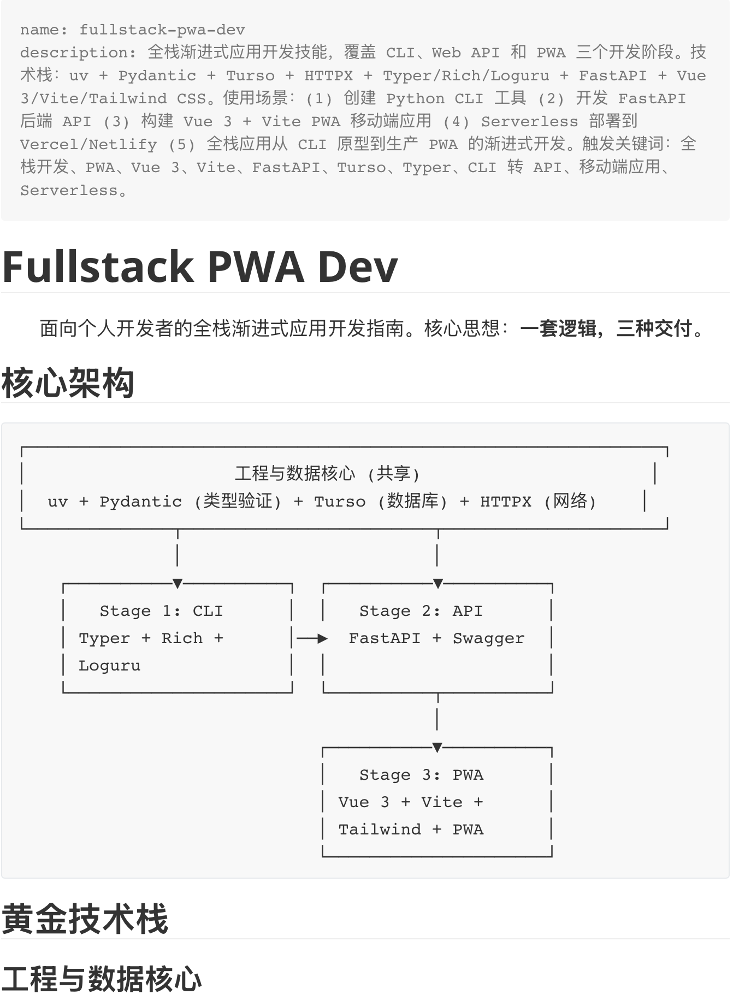 name: fullstack-pwa-dev
description: 全栈渐进式应用开发技能，覆盖 CLI、Web API 和 PWA 三个开发阶段。技
术栈：uv + Pydantic + Turso + HTTPX + Typer/Rich/Loguru + FastAPI + Vue
3/Vite/Tailwind CSS。使用场景：(1) 创建 Python CLI 工具 (2) 开发 FastAPI
后端 API (3) 构建 Vue 3 + Vite PWA 移动端应用 (4) Serverless 部署到
Vercel/Netlify (5) 全栈应用从 CLI 原型到生产 PWA 的渐进式开发。触发关键词：全
栈开发、PWA、Vue 3、Vite、FastAPI、Turso、Typer、CLI 转 API、移动端应用、
Serverless。
Fullstack PWA Dev
面向个人开发者的全栈渐进式应用开发指南。核心思想：一套逻辑，三种交付。
核心架构
工程与数据核心 (共享)
uv + Pydantic (类型验证) + Turso (数据库) + HTTPX (网络)
Stage 1: CLI
Typer + Rich +
Loguru
Stage 2: API
FastAPI + Swagger
Stage 3: PWA
Vue 3 + Vite +
Tailwind + PWA
黄金技术栈
工程与数据核心